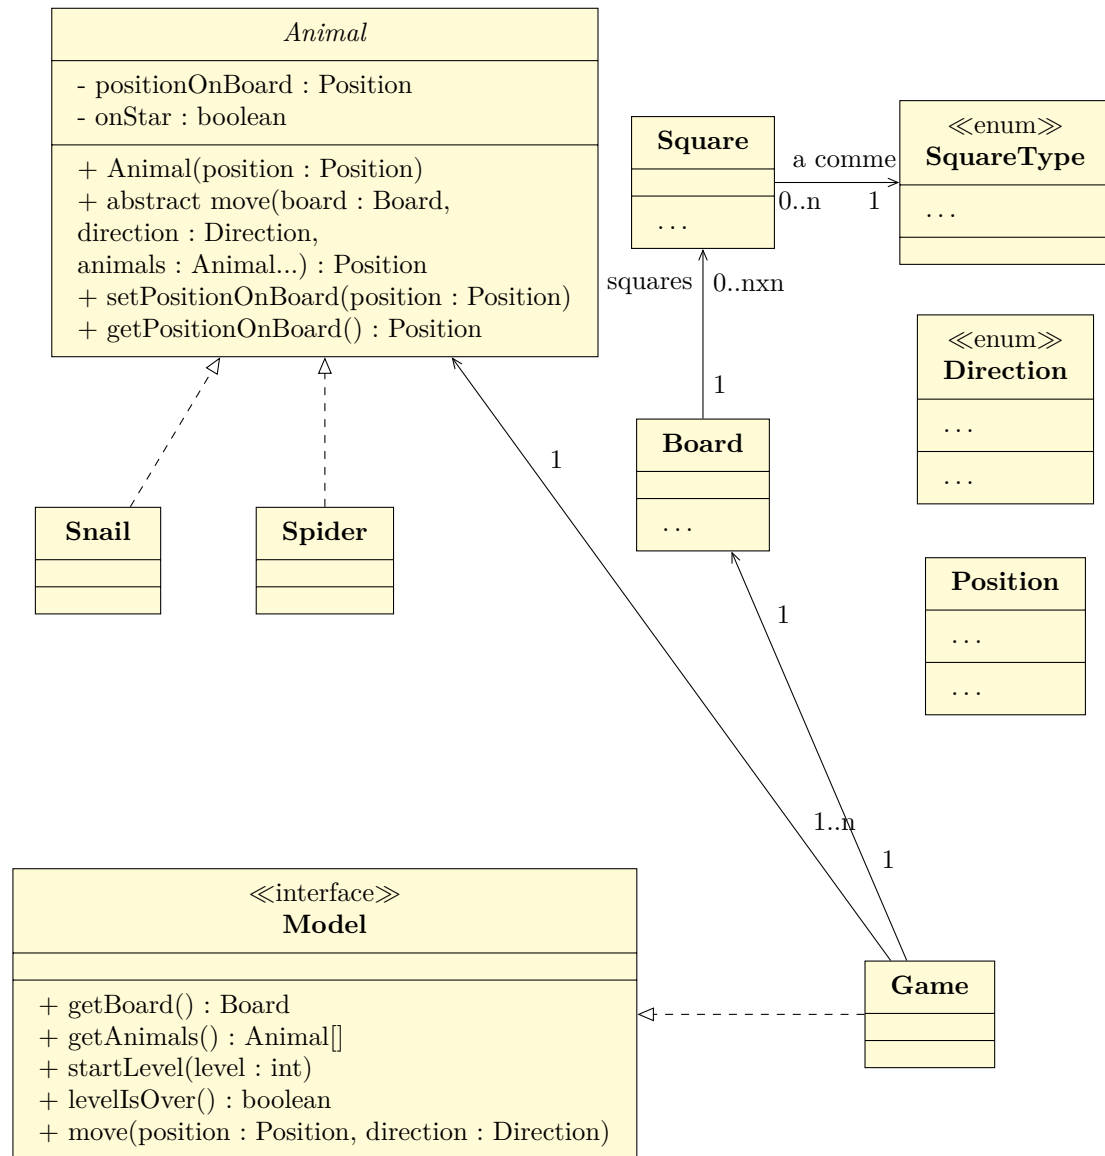 Animal
- positionOnBoard : Position
- onStar : boolean
+ Animal(position : Position)
+ abstract move(board : Board,
direction : Direction,
animals : Animal...) : Position
+ setPositionOnBoard(position : Position)
+ getPositionOnBoard() : Position
Square
...
a comme
0..n
1
≪enum≫
SquareType
...
squares
0..nxn
1
≪enum≫
Direction
...
...
Board
...
1
Snail
Spider
Position
...
...
1
1..n
1
≪interface≫
Model
+ getBoard() : Board
+ getAnimals() : Animal[]
+ startLevel(level : int)
+ levelIsOver() : boolean
+ move(position : Position, direction : Direction)
Game